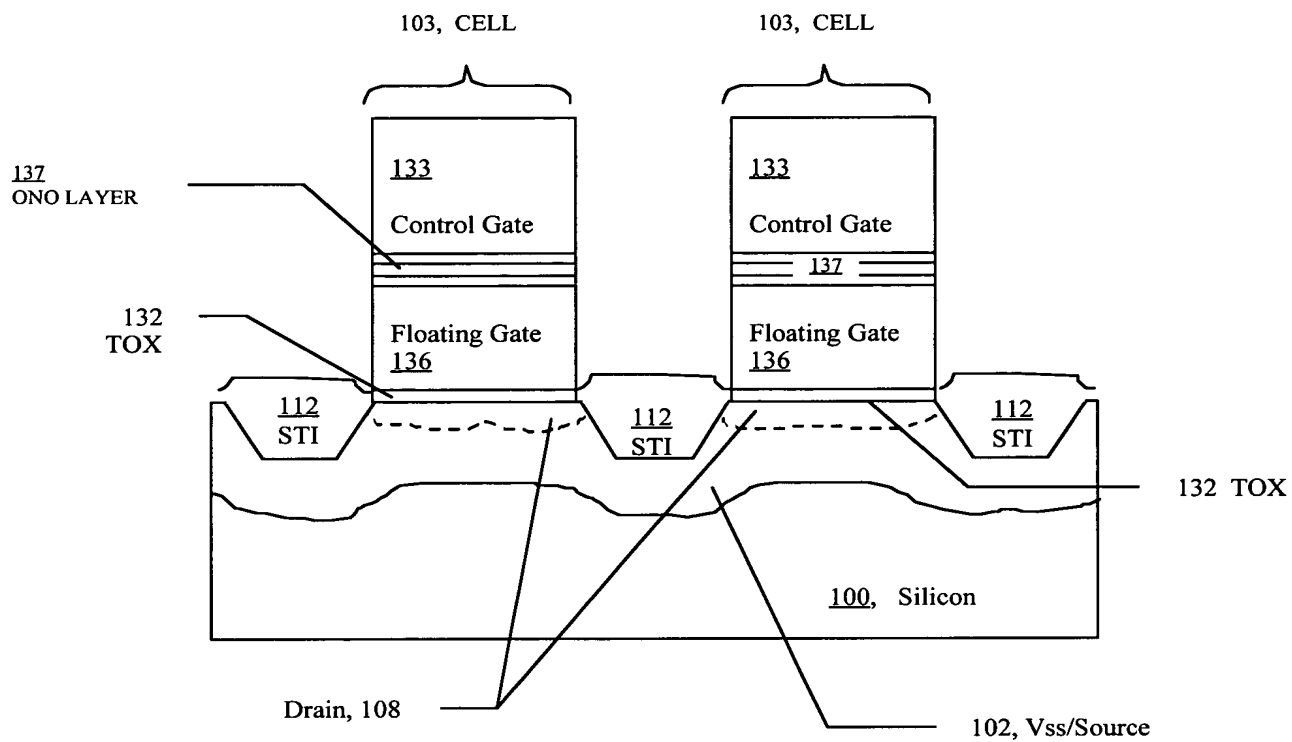 103, CELL
103, CELL
133
Control Gate
133
Control Gate
137
ONO LAYER
137
132
TOX
Floating Gate
136
Floating Gate
136
112
STI
112
STI
112
STI
132 TOX
100, Silicon
Drain, 108
102, Vss/Source